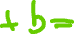 + b =